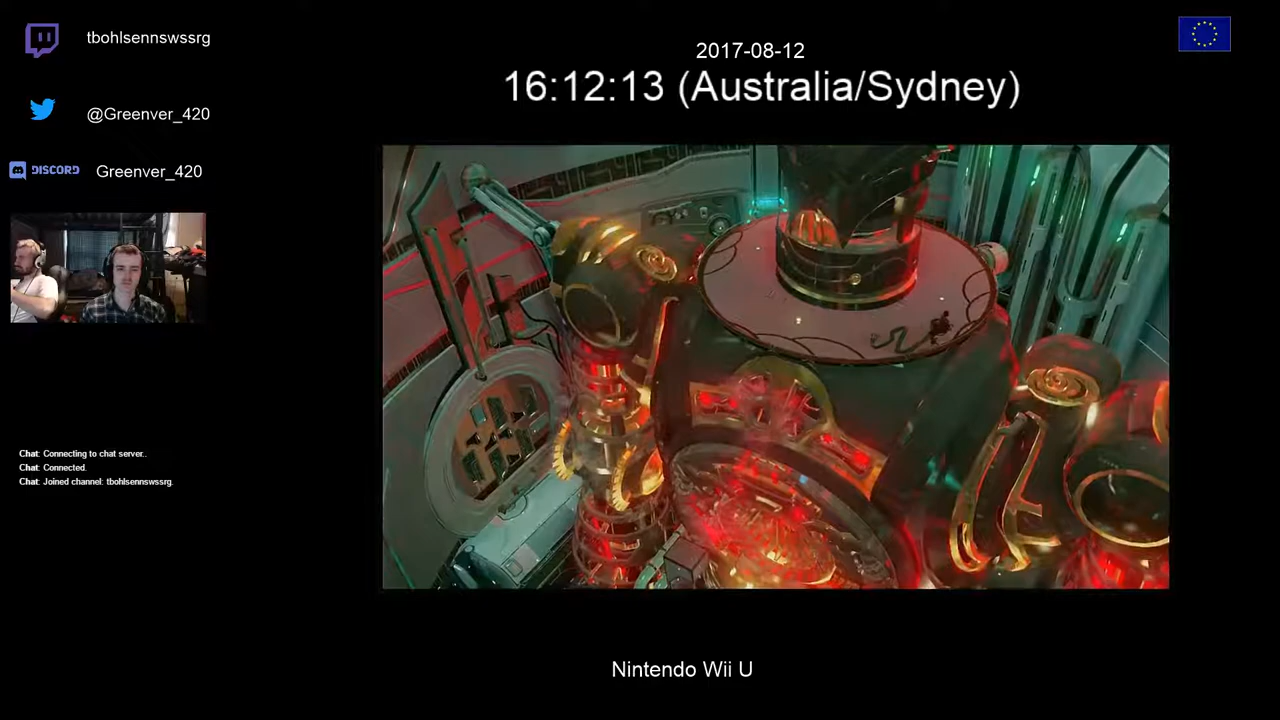 tbohlsennswssrg
@Greenver_420
DISCORD Greenver_420
2017-08-12
16:12:13 (Australia/Sydney)
Chat: Connecting to chat server..
Chat: Connected.
Chat: Joined channel: tbohlsennswssrg.
Nintendo Wii U